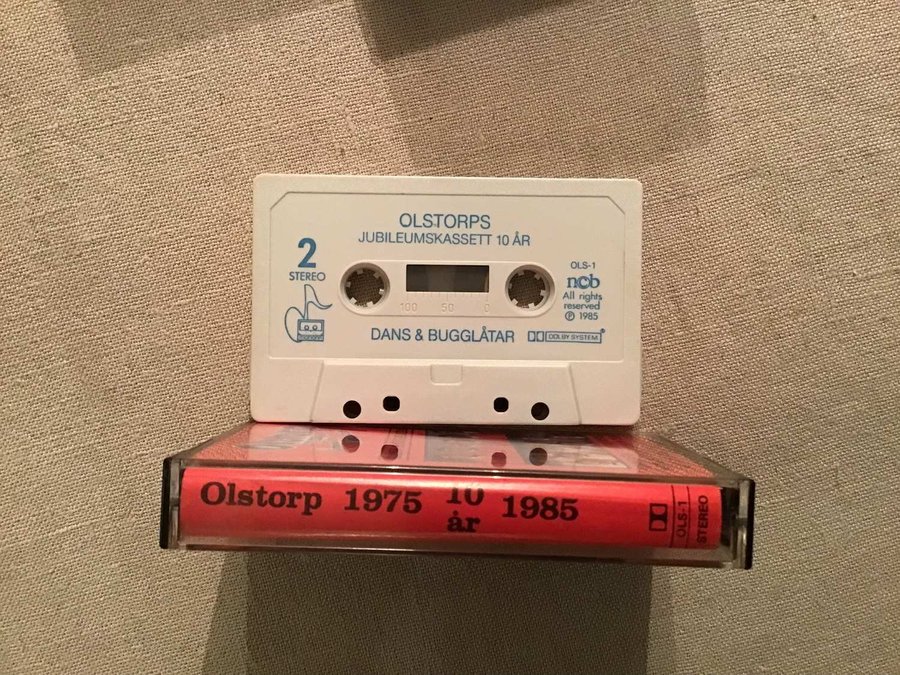 OLSTORPS
JUBILEUMSKASSETT 10 ÅR
2
STEREO
OLS-1
ncb
All rights
reserved
℗ 1985
100 50 0
DANS & BUGGLÅTAR
DOLBY SYSTEM
Olstorp 1975 10 år 1985
OLS-1
STEREO